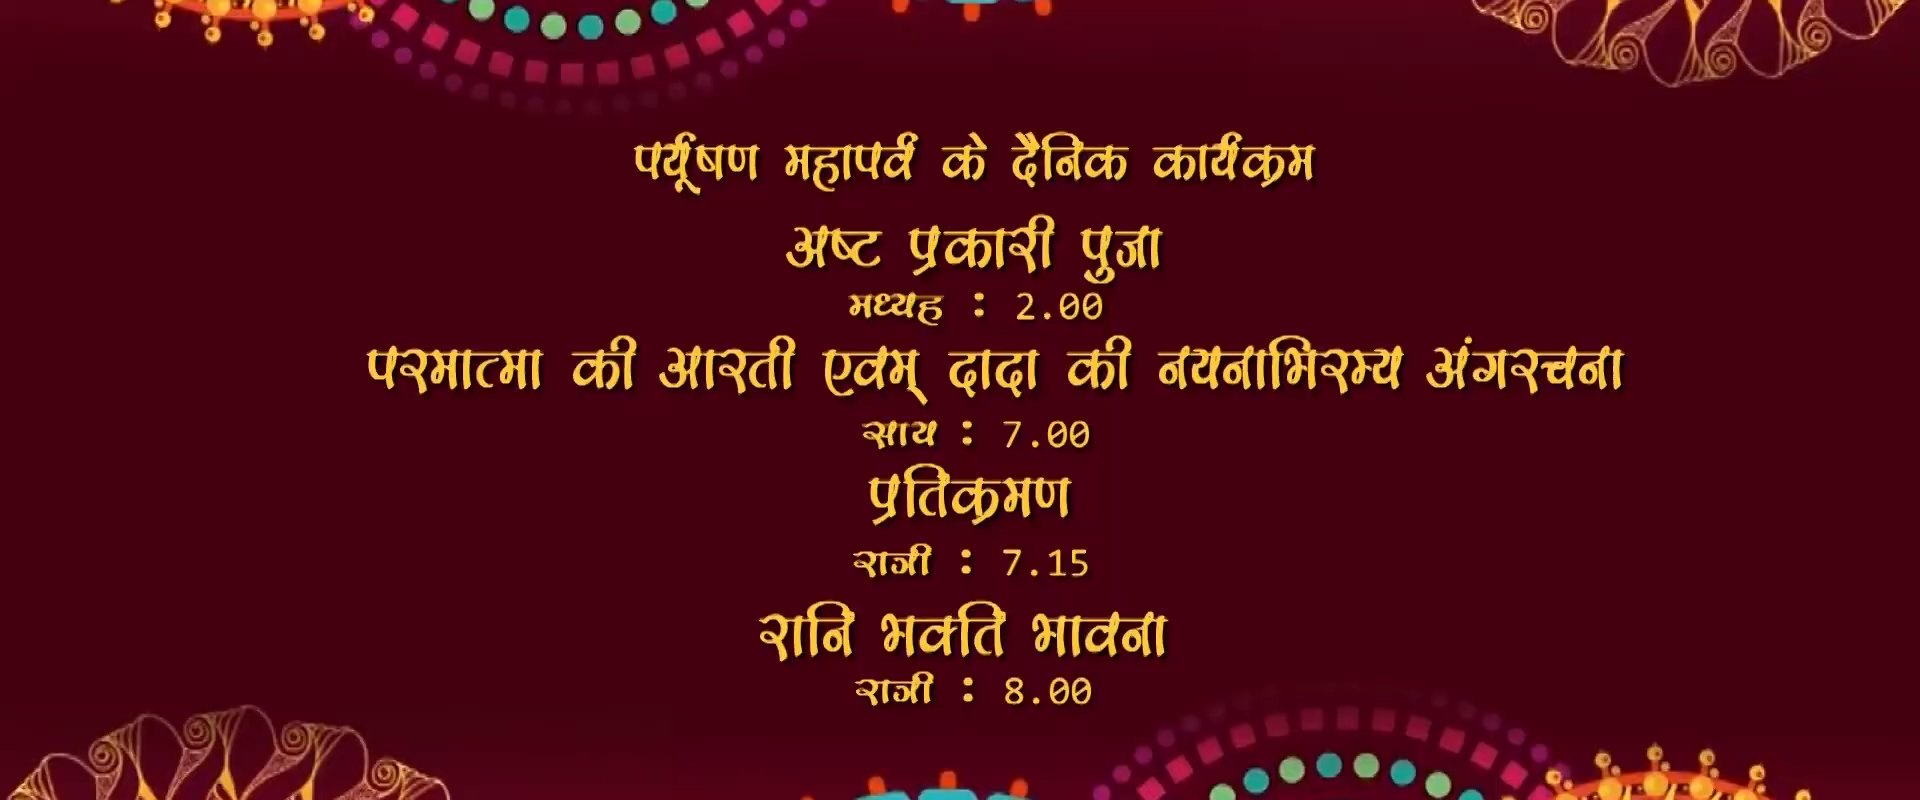 पर्यूषण महापर्व के दैनिक कार्यक्रम
अष्ट प्रकारी पुजा
मध्यह : 2.00
परमात्मा की आरती एवम् दादा की नयनाभिरम्य अंगरचना
साय : 7.00
प्रतिक्रमण
रात्री : 7.15
रानि भक्ति भावना
रात्री : 8.00